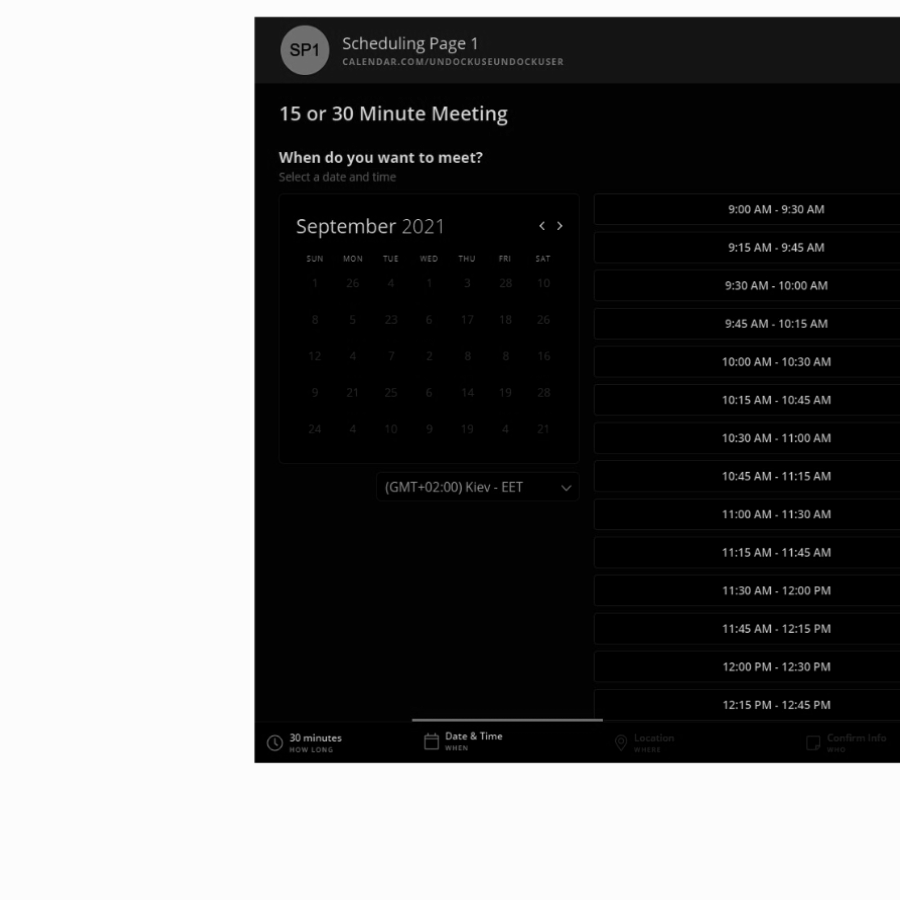 SP1
Scheduling Page 1
CALENDAR.COM/UNDOCKUSEUNDOCKUSER
15 or 30 Minute Meeting
When do you want to meet?
Select a date and time
September 2021
SUN MON TUE WED THU FRI SAT
1 26 4 1 3 28 10
8 5 23 6 17 18 26
12 4 7 2 8 8 16
9 21 25 6 14 19 28
24 4 10 9 19 4 21
(GMT+02:00) Kiev - EET
9:00 AM - 9:30 AM
9:15 AM - 9:45 AM
9:30 AM - 10:00 AM
9:45 AM - 10:15 AM
10:00 AM - 10:30 AM
10:15 AM - 10:45 AM
10:30 AM - 11:00 AM
10:45 AM - 11:15 AM
11:00 AM - 11:30 AM
11:15 AM - 11:45 AM
11:30 AM - 12:00 PM
11:45 AM - 12:15 PM
12:00 PM - 12:30 PM
12:15 PM - 12:45 PM
30 minutes
HOW LONG
Date & Time
WHEN
Location
WHERE
Confirm Info
WHO